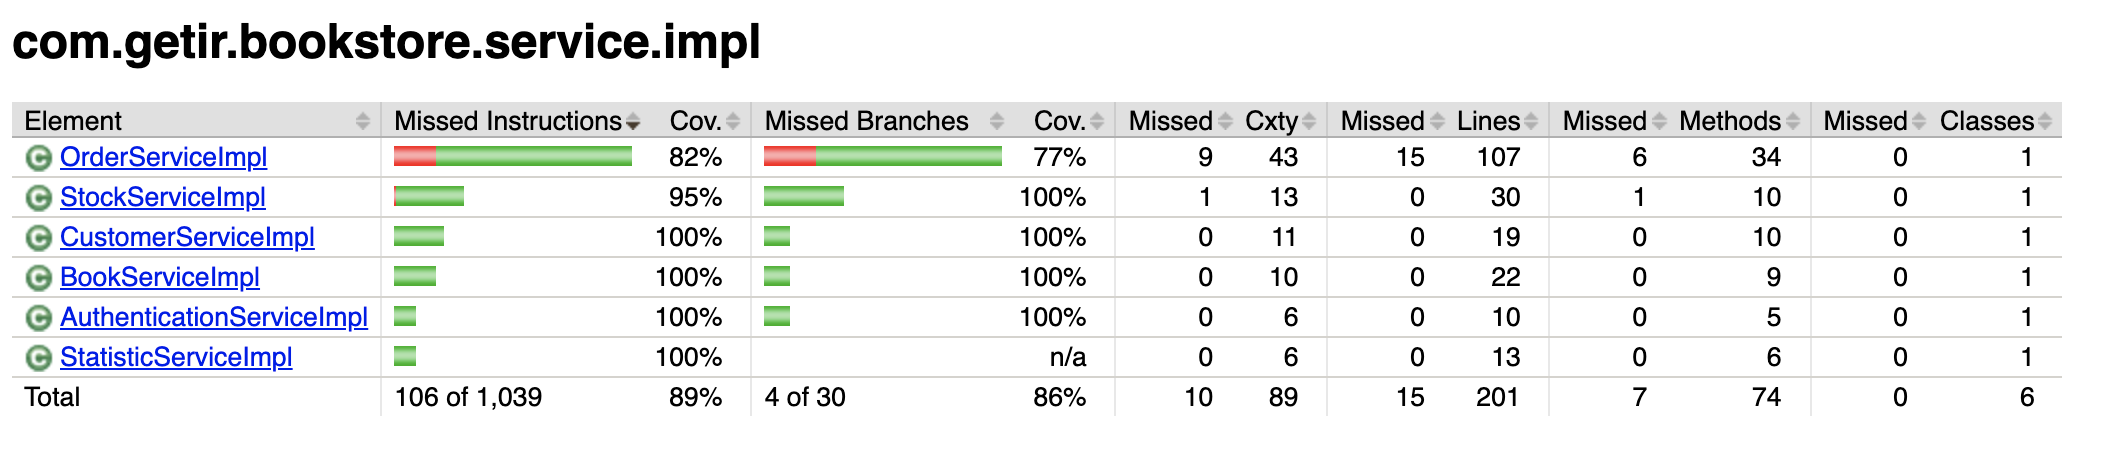 com.getir.bookstore.service.impl
Element Missed Instructions Cov. Missed Branches Cov. Missed Cxty Missed Lines Missed Methods Missed Classes
C OrderServiceImpl 82% 77% 9 43 15 107 6 34 0 1
C StockServiceImpl 95% 100% 1 13 0 30 1 10 0 1
C CustomerServiceImpl 100% 100% 0 11 0 19 0 10 0 1
C BookServiceImpl 100% 100% 0 10 0 22 0 9 0 1
C AuthenticationServiceImpl 100% 100% 0 6 0 10 0 5 0 1
C StatisticServiceImpl 100% n/a 0 6 0 13 0 6 0 1
Total 106 of 1,039 89% 4 of 30 86% 10 89 15 201 7 74 0 6